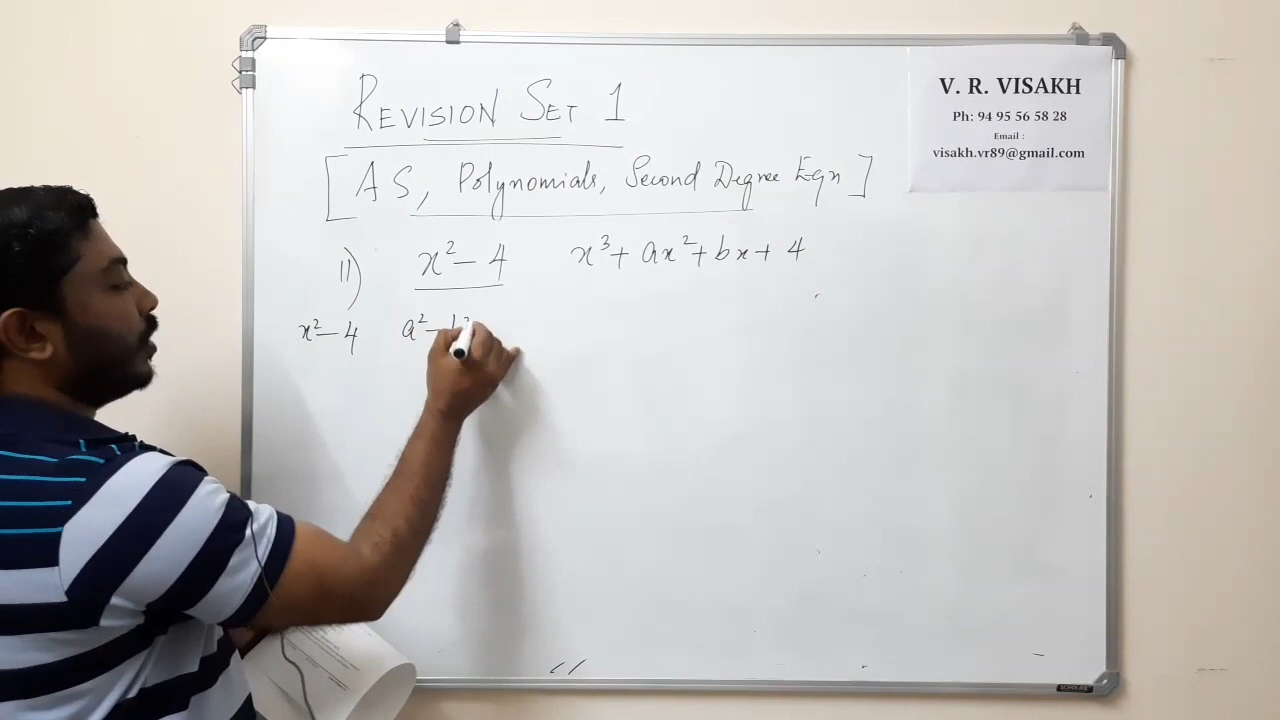 REVISION SET 1
[AS, Polynomials, Second Degree Eqn]
11) x² – 4 x³ + ax² + bx + 4
x² – 4 a² –
V. R. VISAKH
Ph: 94 95 56 58 28
Email :
visakh.vr89@gmail.com